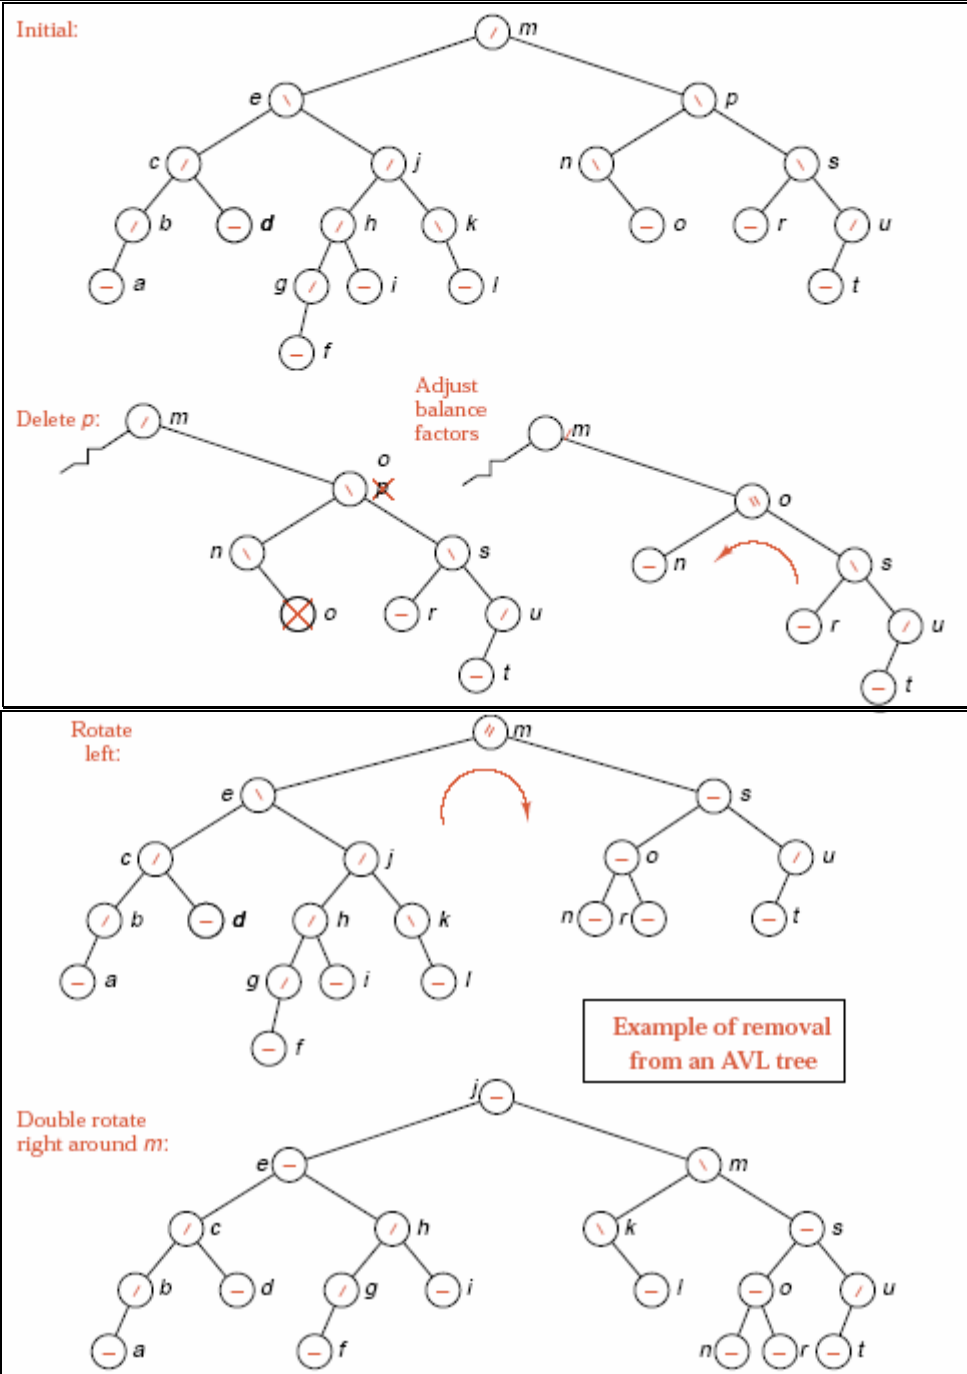 Initial:
m
e
p
c
j
n
s
b
d
h
k
o
r
u
a
g
i
l
t
f
Delete p:
m
o
p
n
s
o
r
u
t
Adjust
balance
factors
m
o
n
s
r
u
t
Rotate
left:
m
e
s
c
j
o
u
b
d
h
k
n
r
t
a
g
i
l
f
Example of removal
from an AVL tree
Double rotate
right around m:
j
e
m
c
h
k
s
b
d
g
i
l
o
u
a
f
n
r
t